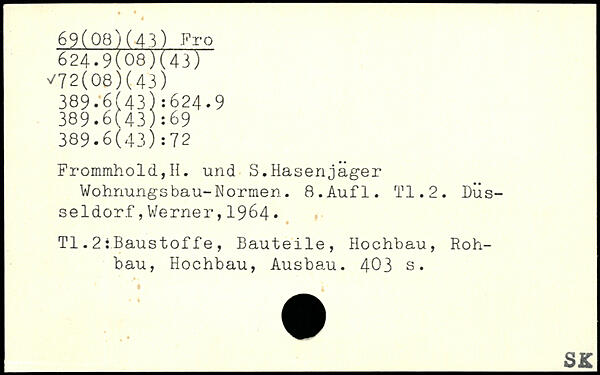 69(08)(43) Fro
624.9(08)(43)
√72(08)(43)
389.6(43):624.9
389.6(43):69
389.6(43):72
Frommhold,H. und S.Hasenjäger
Wohnungsbau-Normen. 8.Aufl. Tl.2. Düs-
seldorf,Werner,1964.
Tl.2:Baustoffe, Bauteile, Hochbau, Roh-
bau, Hochbau, Ausbau. 403 s.
SK